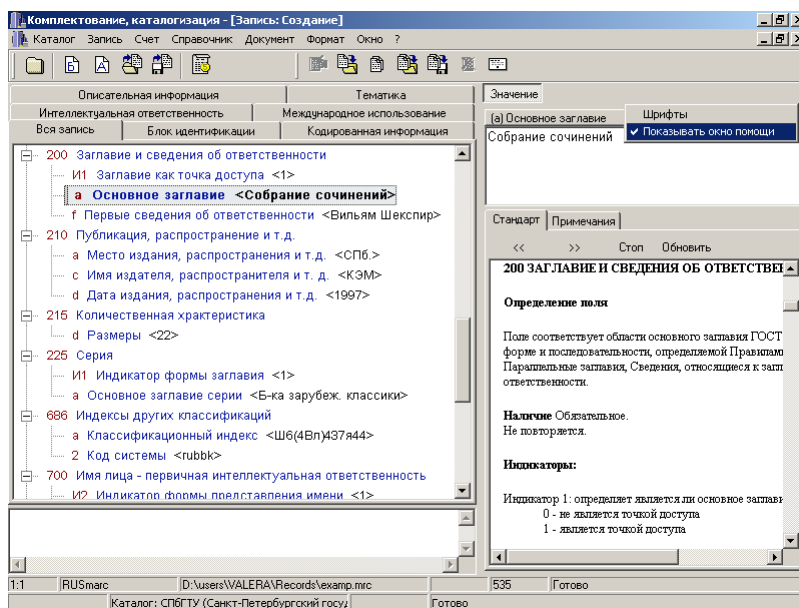 Комплектование, каталогизация - [Запись: Создание]
Каталог Запись Счет Справочник Документ Формат Окно ?
Описательная информация Тематика
Интеллектуальная ответственность Международное использование
Вся запись Блок идентификации Кодированная информация
200 Заглавие и сведения об ответственности
И1 Заглавие как точка доступа <1>
a Основное заглавие <Собрание сочинений>
f Первые сведения об ответственности <Вильям Шекспир>
210 Публикация, распространение и т.д.
a Место издания, распространения и т.д. <СПб.>
c Имя издателя, распространителя и т. д. <КЭМ>
d Дата издания, распространения и т.д. <1997>
215 Количественная храктеристика
d Размеры <22>
225 Серия
И1 Индикатор формы заглавия <1>
a Основное заглавие серии <Б-ка зарубеж. классики>
686 Индексы других классификаций
a Классификационный индекс <Ш6(4Вл)437я44>
2 Код системы <rubbk>
700 Имя лица - первичная интеллектуальная ответственность
И2 Индикатор формы представления имени <1>
Значение
(a) Основное заглавие
Шрифты
Показывать окно помощи
Собрание сочинений
Стандарт Примечания
<< >> Стоп Обновить
200 ЗАГЛАВИЕ И СВЕДЕНИЯ ОБ ОТВЕТСТВЕН
Определение поля
Поле соответствует области основного заглавия ГОСТ
форме и последовательности, определяемой Правилами
Параллельные заглавия, Сведения, относящиеся к загл
ответственности.
Наличие Обязательное.
Не повторяется.
Индикаторы:
Индикатор 1: определяет является ли основное заглави
0 - не является точкой доступа
1 - является точкой доступа
1:1 RUSmarc D:\users\VALERA\Records\examp.mrc 535 Готово
Каталог: СПбГТУ (Санкт-Петербургский госу Готово